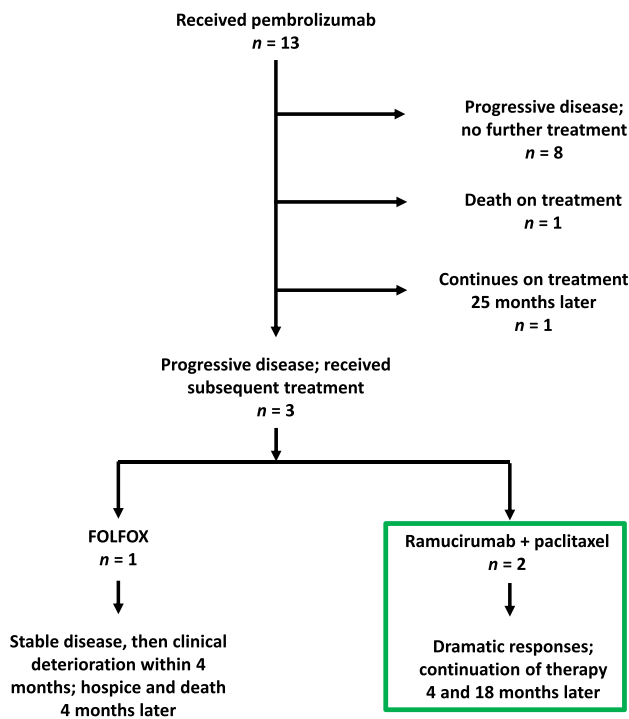 Received pembrolizumab
n = 13
Progressive disease;
no further treatment
n = 8
Death on treatment
n = 1
Continues on treatment
25 months later
n = 1
Progressive disease; received
subsequent treatment
n = 3
FOLFOX
n = 1
Stable disease, then clinical
deterioration within 4
months; hospice and death
4 months later
Ramucirumab + paclitaxel
n = 2
Dramatic responses;
continuation of therapy
4 and 18 months later